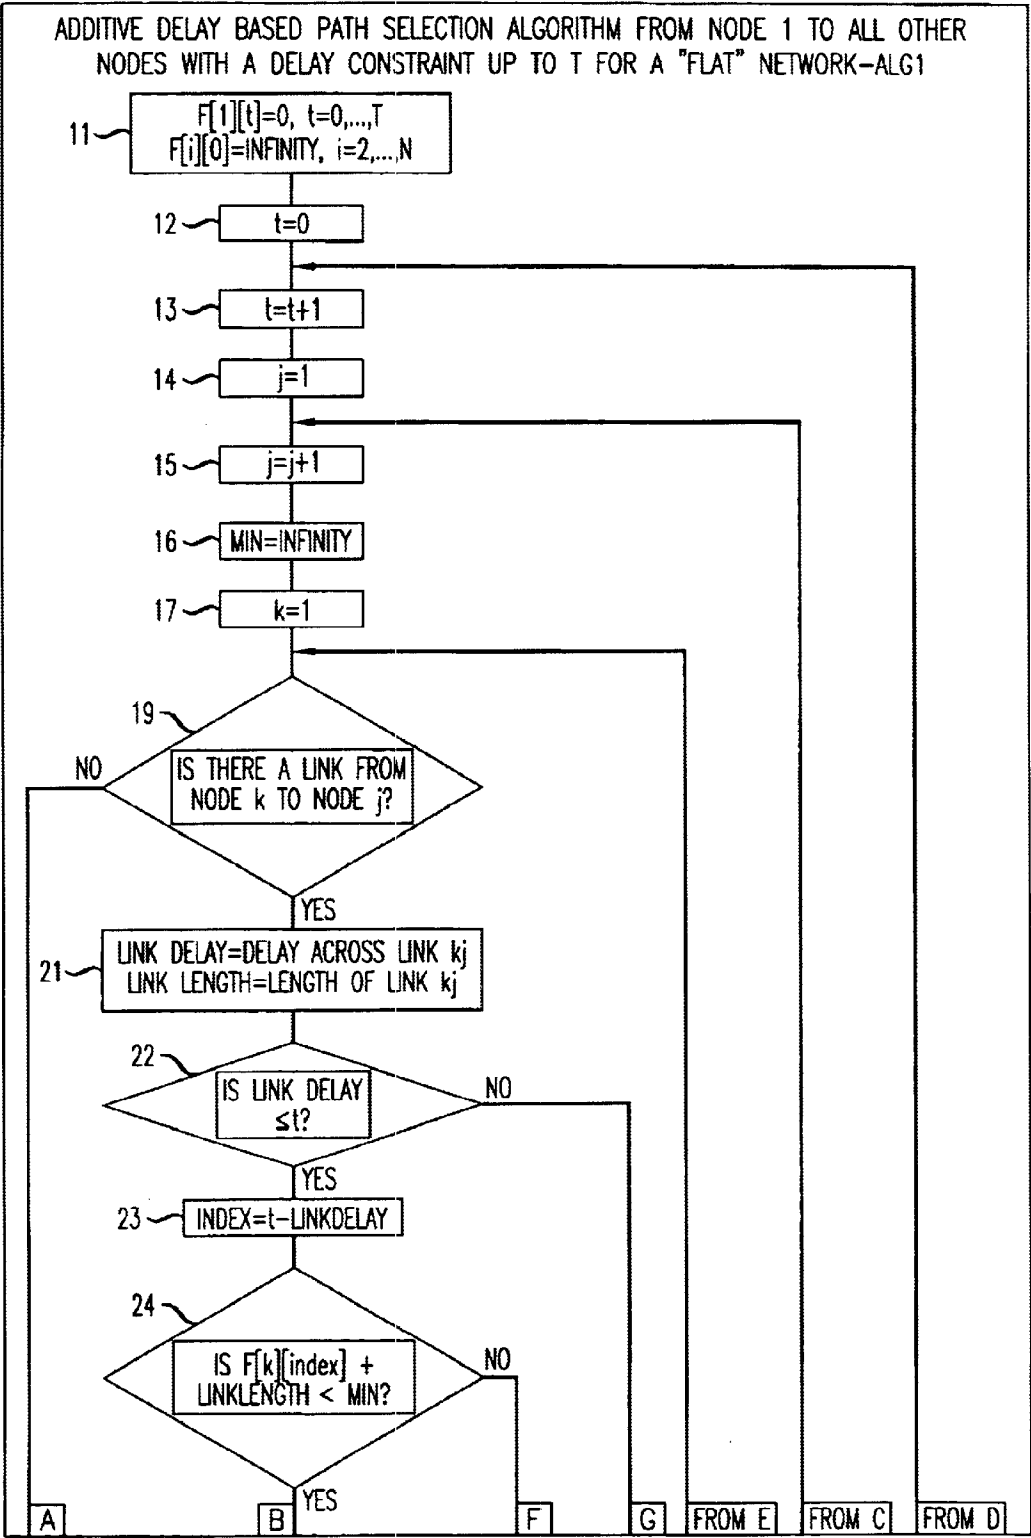 ADDITIVE DELAY BASED PATH SELECTION ALGORITHM FROM NODE 1 TO ALL OTHER
NODES WITH A DELAY CONSTRAINT UP TO T FOR A "FLAT" NETWORK-ALG1
11
F[1][t]=0, t=0,...,T
F[i][0]=INFINITY, i=2,...,N
12
t=0
13
t=t+1
14
j=1
15
j=j+1
16
MIN=INFINITY
17
k=1
19
NO
IS THERE A LINK FROM
NODE k TO NODE j?
YES
21
LINK DELAY=DELAY ACROSS LINK kj
LINK LENGTH=LENGTH OF LINK kj
22
IS LINK DELAY
≤t?
NO
YES
23
INDEX=t-LINKDELAY
24
IS F[k][index] +
LINKLENGTH < MIN?
NO
YES
A
B
F
G
FROM E
FROM C
FROM D